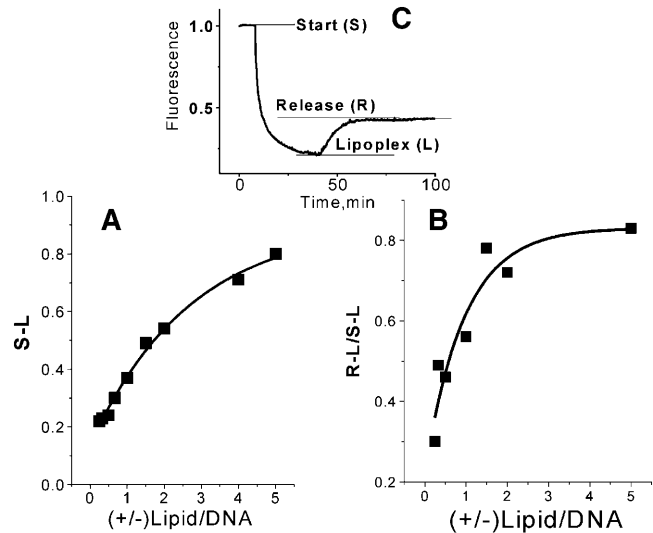 C
1.0
0.5
Fluorescence
Start (S)
Release (R)
Lipoplex (L)
0 50 100
Time,min
A
1.0
0.8
0.6
0.4
0.2
0.0
S-L
0 1 2 3 4 5
(+/-)Lipid/DNA
B
0.8
0.6
0.4
0.2
R-L/S-L
0 1 2 3 4 5
(+/-)Lipid/DNA